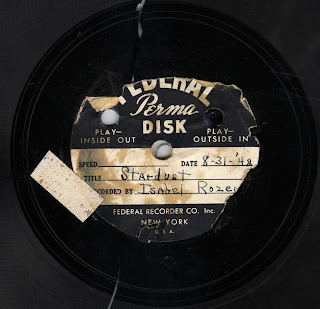 FEDERAL
Perma
DISK
PLAY—
INSIDE OUT
PLAY—
OUTSIDE IN
SPEED
DATE 8-31-'48
TITLE Stardust
RECORDED BY Isabel Rozen
FEDERAL RECORDER CO. Inc.
NEW YORK
U.S.A.